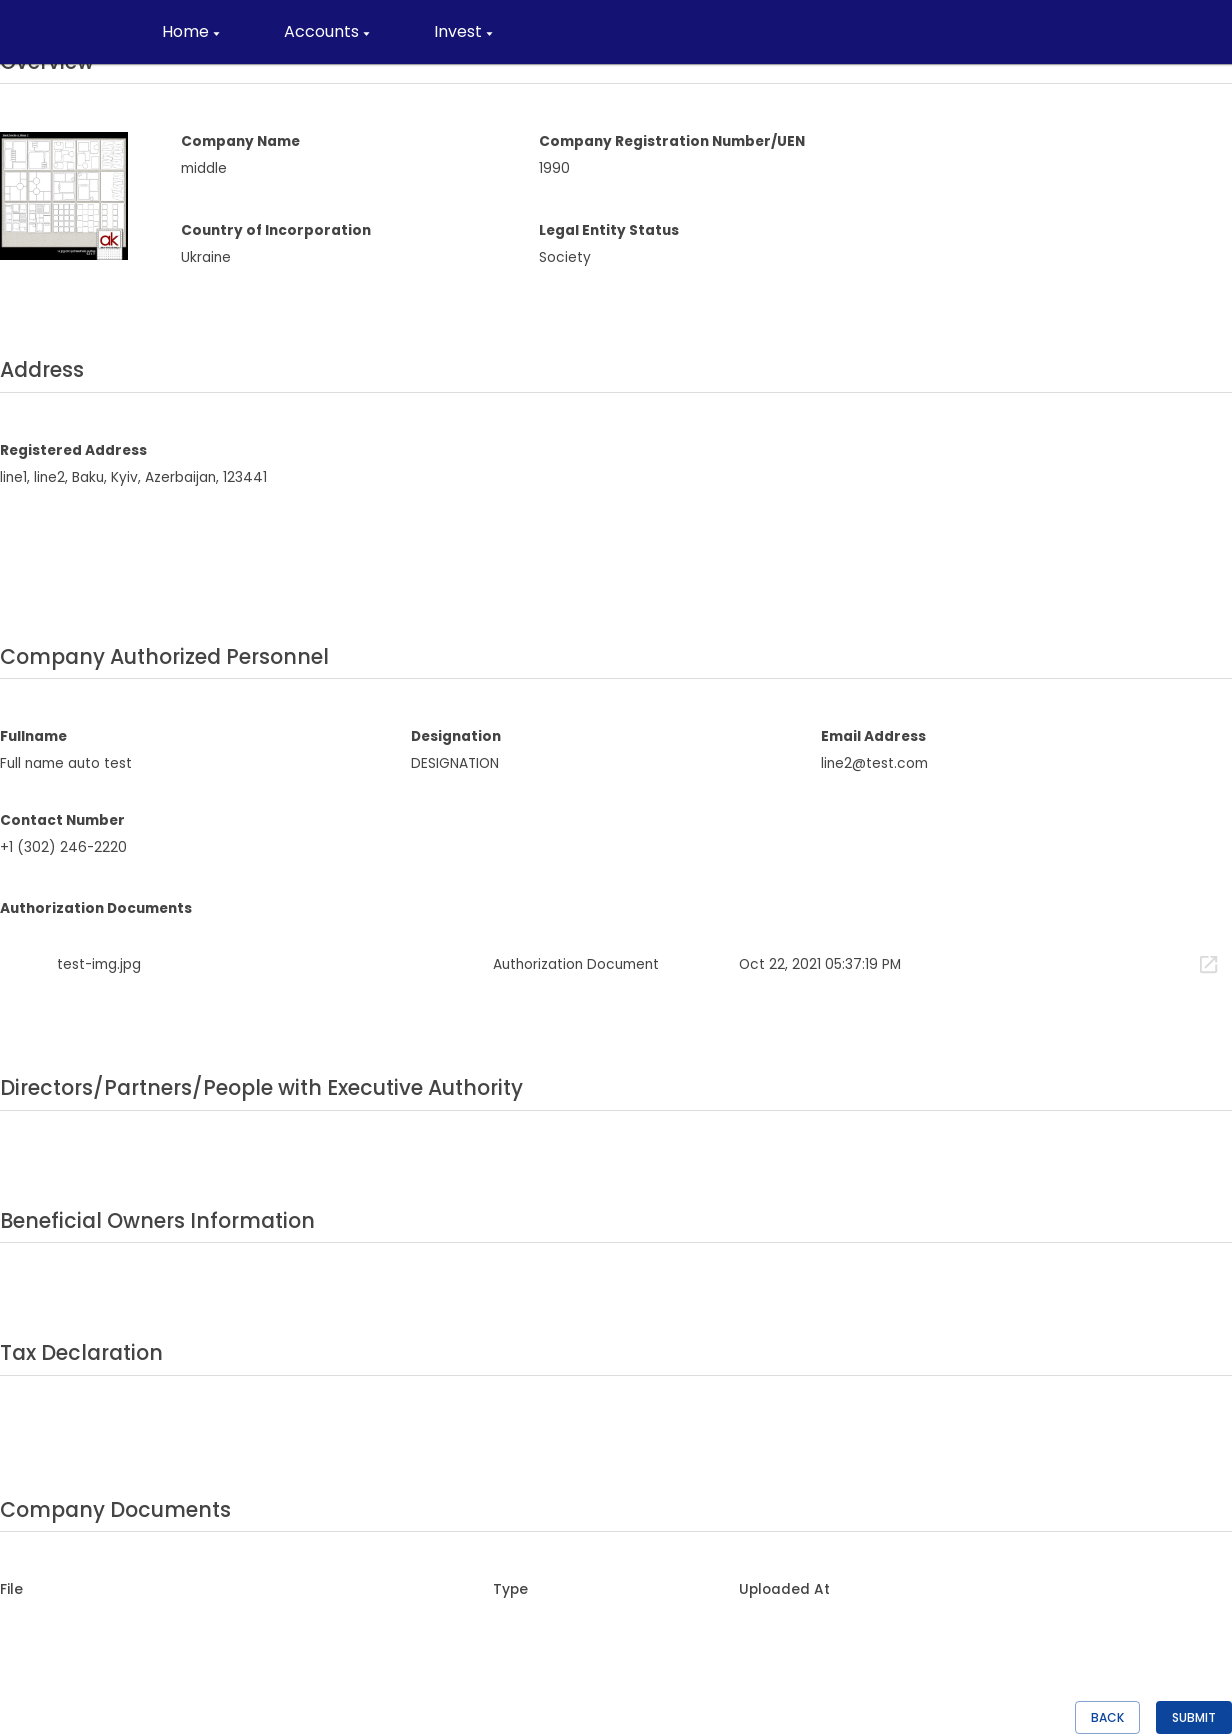 Home
Accounts
Invest
Overview
Company Name
Company Registration Number/UEN
middle
1990
Country of Incorporation
Legal Entity Status
Ukraine
Society
ak
Address
Registered Address
line1, line2, Baku, Kyiv, Azerbaijan, 123441
Company Authorized Personnel
Fullname
Designation
Email Address
Full name auto test
DESIGNATION
line2@test.com
Contact Number
+1 (302) 246-2220
Authorization Documents
test-img.jpg
Authorization Document
Oct 22, 2021 05:37:19 PM
Directors/Partners/People with Executive Authority
Beneficial Owners Information
Tax Declaration
Company Documents
File
Type
Uploaded At
BACK
SUBMIT